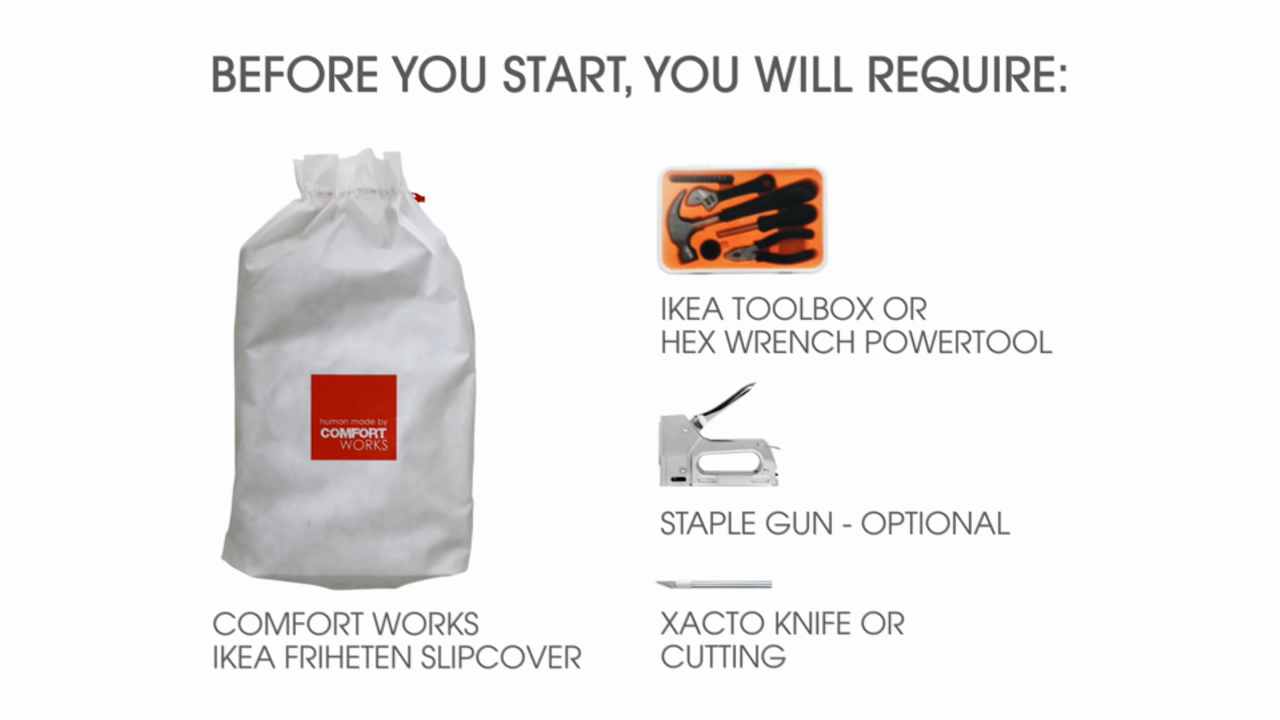 BEFORE YOU START, YOU WILL REQUIRE:
human made by
COMFORT
WORKS
COMFORT WORKS
IKEA FRIHETEN SLIPCOVER
IKEA TOOLBOX OR
HEX WRENCH POWERTOOL
STAPLE GUN - OPTIONAL
XACTO KNIFE OR
CUTTING